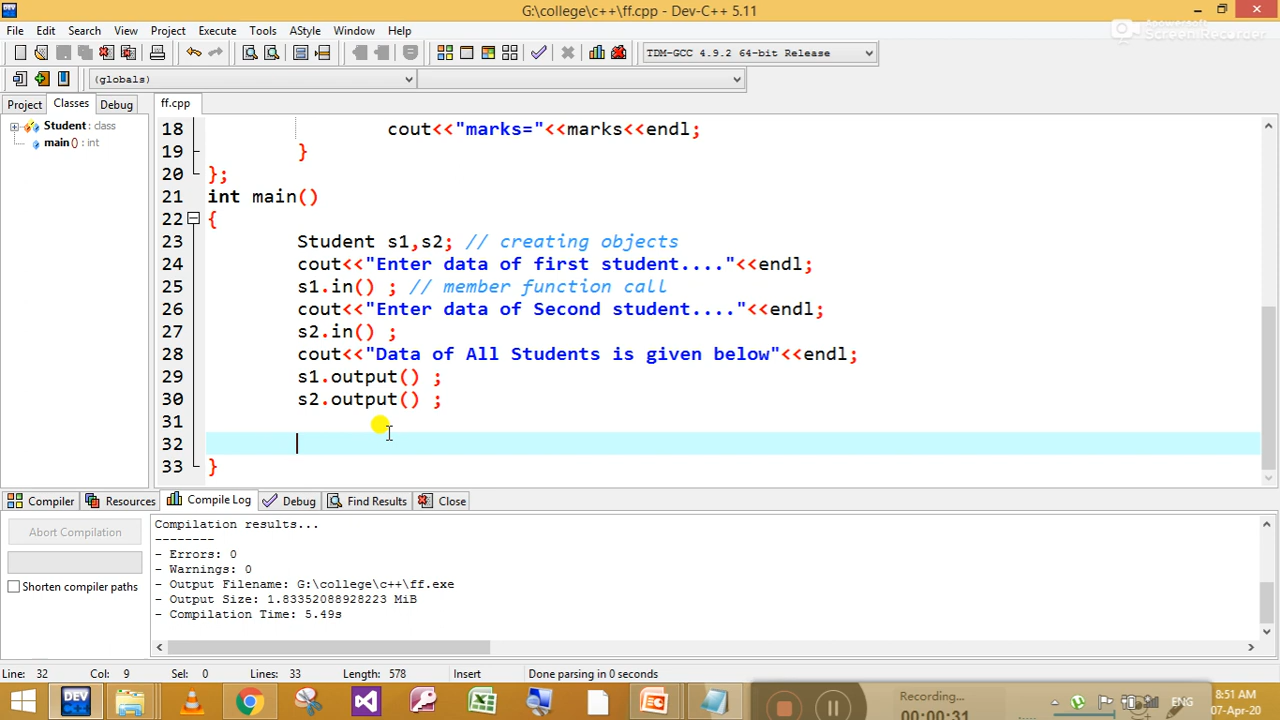 G:\college\c++\ff.cpp - Dev-C++ 5.11
File Edit Search View Project Execute Tools AStyle Window Help
Screen Recorder
TDM-GCC 4.9.2 64-bit Release
(globals)
Project Classes Debug ff.cpp
Student : class
main() : int
18 cout<<"marks="<<marks<<endl;
19 }
20 };
21 int main()
22 {
23 Student s1,s2; // creating objects
24 cout<<"Enter data of first student...."<<endl;
25 s1.in() ; // member function call
26 cout<<"Enter data of Second student...."<<endl;
27 s2.in() ;
28 cout<<"Data of All Students is given below"<<endl;
29 s1.output() ;
30 s2.output() ;
31
32
33 }
Compiler Resources Compile Log Debug Find Results Close
Abort Compilation
Shorten compiler paths
Compilation results...
--------
- Errors: 0
- Warnings: 0
- Output Filename: G:\college\c++\ff.exe
- Output Size: 1.83352088928223 MiB
- Compilation Time: 5.49s
Line: 32 Col: 9 Sel: 0 Lines: 33 Length: 578 Insert Done parsing in 0 seconds
DEV
Recording...
00:00:31
ENG
8:51 AM
07-Apr-20